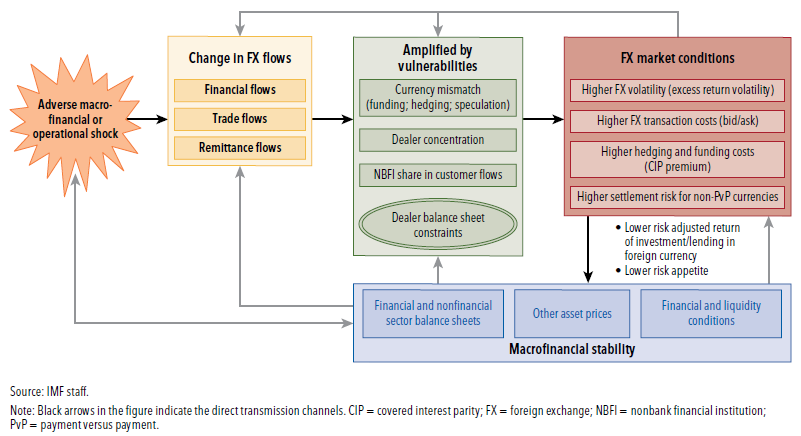 Adverse macro-
financial or
operational shock
Change in FX flows
Financial flows
Trade flows
Remittance flows
Amplified by
vulnerabilities
Currency mismatch
(funding; hedging; speculation)
Dealer concentration
NBFI share in customer flows
Dealer balance sheet
constraints
FX market conditions
Higher FX volatility (excess return volatility)
Higher FX transaction costs (bid/ask)
Higher hedging and funding costs
(CIP premium)
Higher settlement risk for non-PvP currencies
• Lower risk adjusted return
of investment/lending in
foreign currency
• Lower risk appetite
Financial and nonfinancial
sector balance sheets
Other asset prices
Financial and liquidity
conditions
Macrofinancial stability
Source: IMF staff.
Note: Black arrows in the figure indicate the direct transmission channels. CIP = covered interest parity; FX = foreign exchange; NBFI = nonbank financial institution;
PvP = payment versus payment.